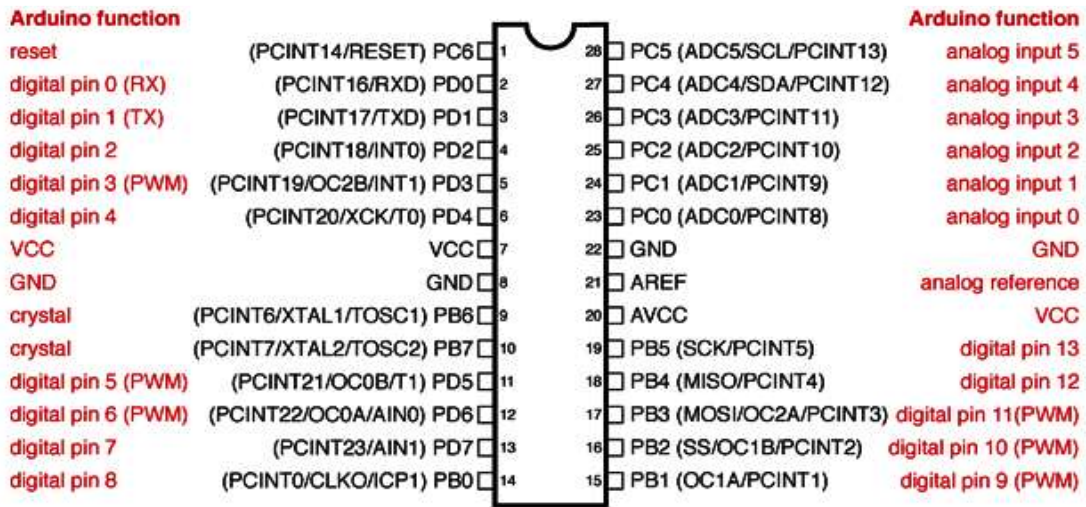 Arduino function Arduino function
reset (PCINT14/RESET) PC6 1 28 PC5 (ADC5/SCL/PCINT13) analog input 5
digital pin 0 (RX) (PCINT16/RXD) PD0 2 27 PC4 (ADC4/SDA/PCINT12) analog input 4
digital pin 1 (TX) (PCINT17/TXD) PD1 3 26 PC3 (ADC3/PCINT11) analog input 3
digital pin 2 (PCINT18/INT0) PD2 4 25 PC2 (ADC2/PCINT10) analog input 2
digital pin 3 (PWM) (PCINT19/OC2B/INT1) PD3 5 24 PC1 (ADC1/PCINT9) analog input 1
digital pin 4 (PCINT20/XCK/T0) PD4 6 23 PC0 (ADC0/PCINT8) analog input 0
VCC VCC 7 22 GND GND
GND GND 8 21 AREF analog reference
crystal (PCINT6/XTAL1/TOSC1) PB6 9 20 AVCC VCC
crystal (PCINT7/XTAL2/TOSC2) PB7 10 19 PB5 (SCK/PCINT5) digital pin 13
digital pin 5 (PWM) (PCINT21/OC0B/T1) PD5 11 18 PB4 (MISO/PCINT4) digital pin 12
digital pin 6 (PWM) (PCINT22/OC0A/AIN0) PD6 12 17 PB3 (MOSI/OC2A/PCINT3) digital pin 11(PWM)
digital pin 7 (PCINT23/AIN1) PD7 13 16 PB2 (SS/OC1B/PCINT2) digital pin 10 (PWM)
digital pin 8 (PCINT0/CLKO/ICP1) PB0 14 15 PB1 (OC1A/PCINT1) digital pin 9 (PWM)